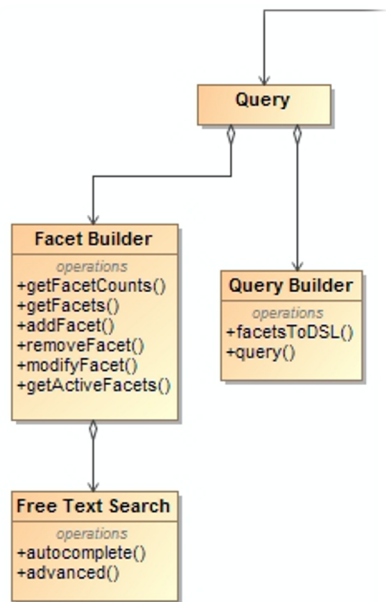 Query
Facet Builder
operations
+getFacetCounts()
+getFacets()
+addFacet()
+removeFacet()
+modifyFacet()
+getActiveFacets()
Query Builder
operations
+facetsToDSL()
+query()
Free Text Search
operations
+autocomplete()
+advanced()